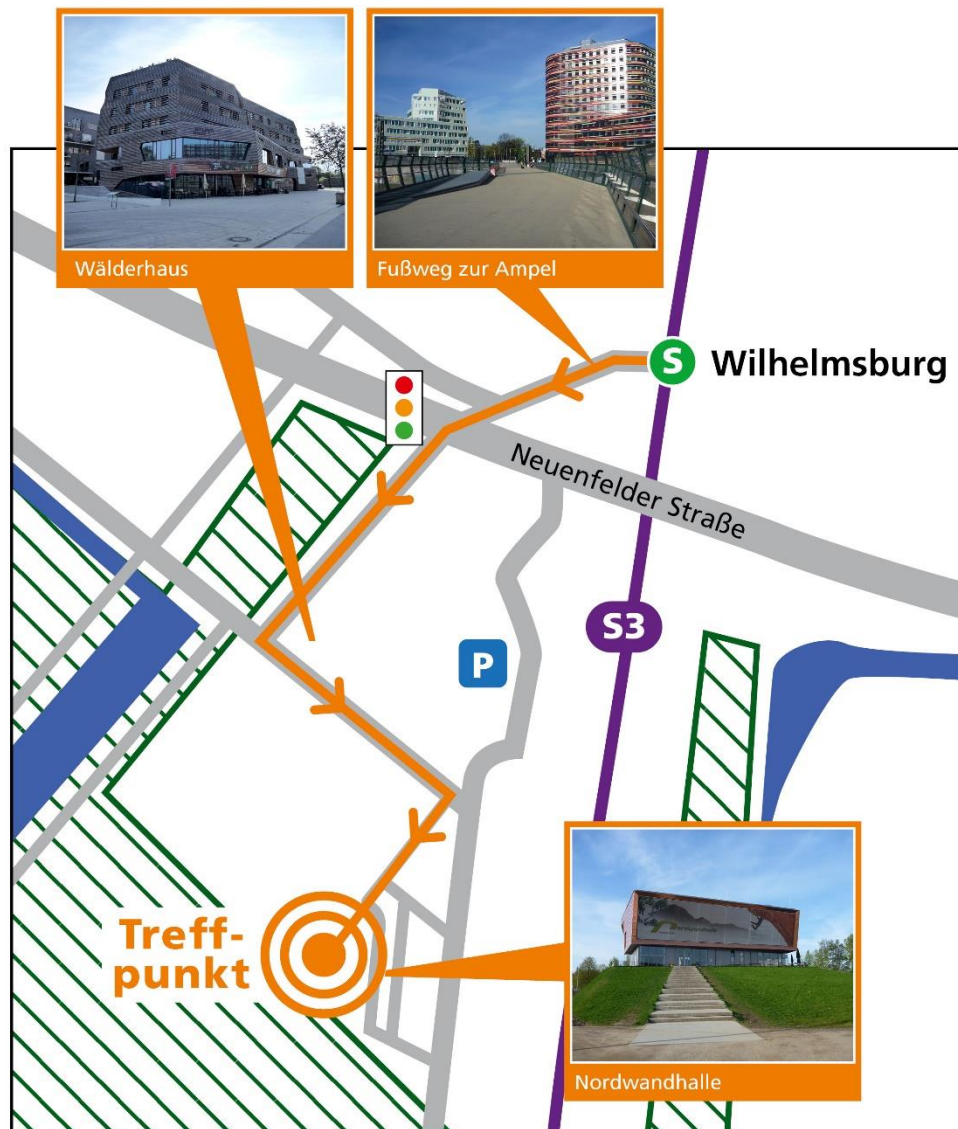 Wälderhaus
Fußweg zur Ampel
S
Wilhelmsburg
Neuenfelder Straße
S3
P
Treff-
punkt
Nordwandhalle